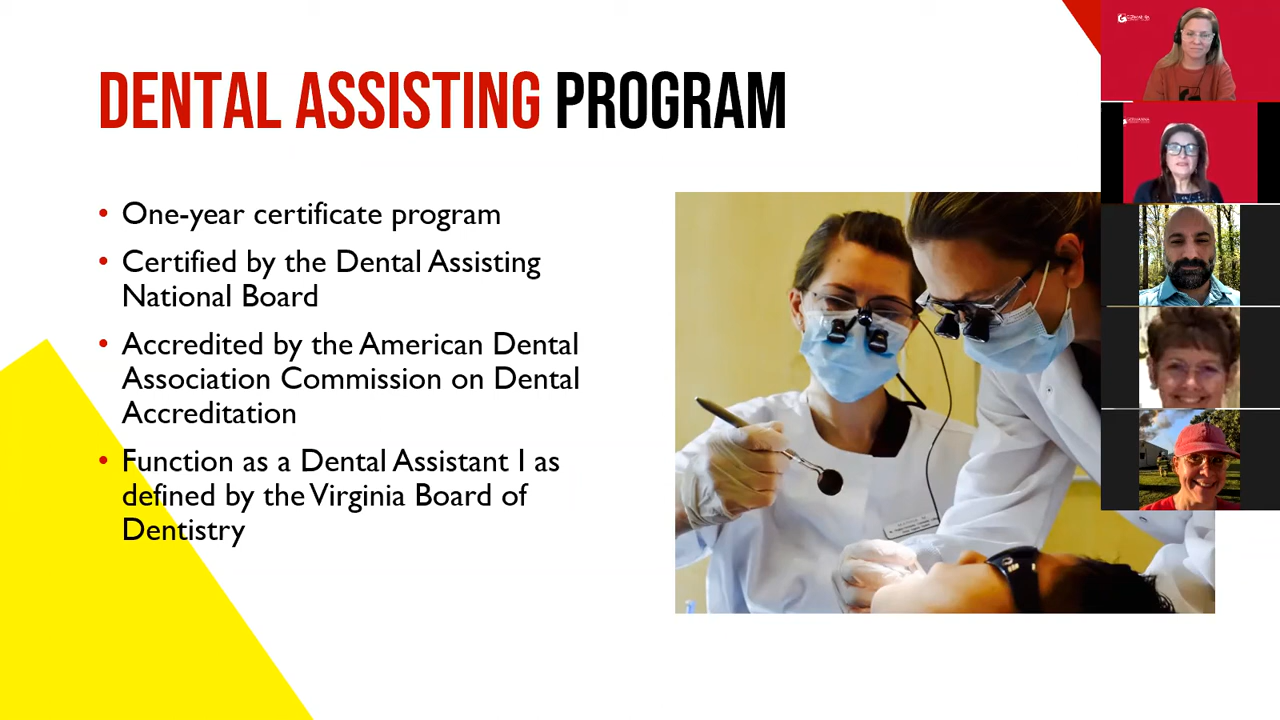 DENTAL ASSISTING PROGRAM
• One-year certificate program
• Certified by the Dental Assisting
National Board
• Accredited by the American Dental
Association Commission on Dental
Accreditation
• Function as a Dental Assistant I as
defined by the Virginia Board of
Dentistry